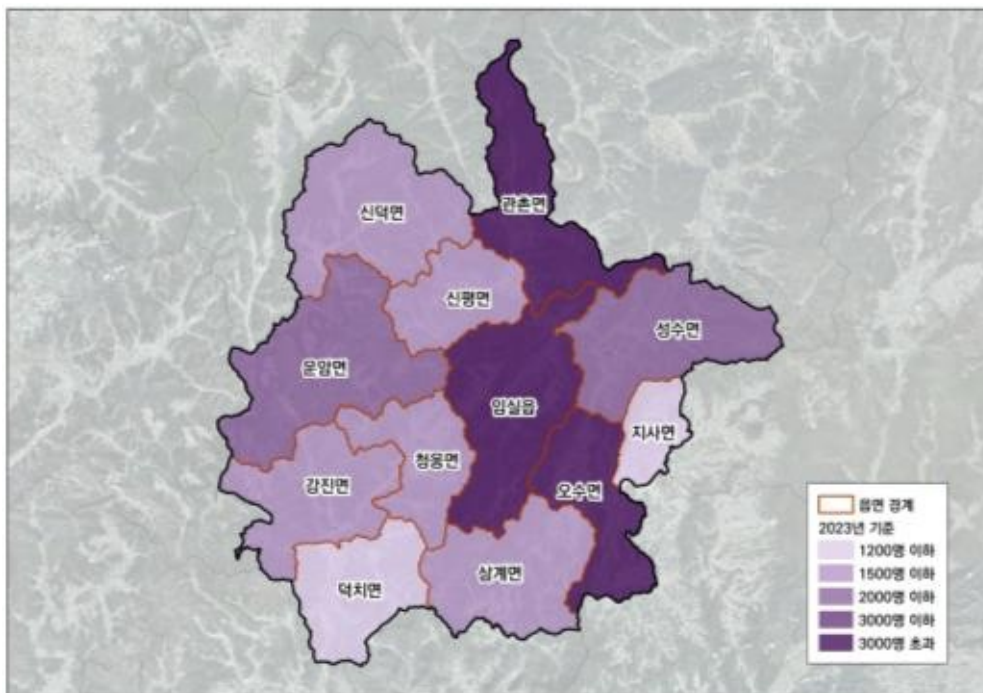 관촌면
신덕면
신평면
성수면
운암면
임실읍
지사면
청웅면
강진면
오수면
삼계면
덕치면
읍면 경계
2023년 기준
1200명 이하
1500명 이하
2000명 이하
3000명 이하
3000명 초과